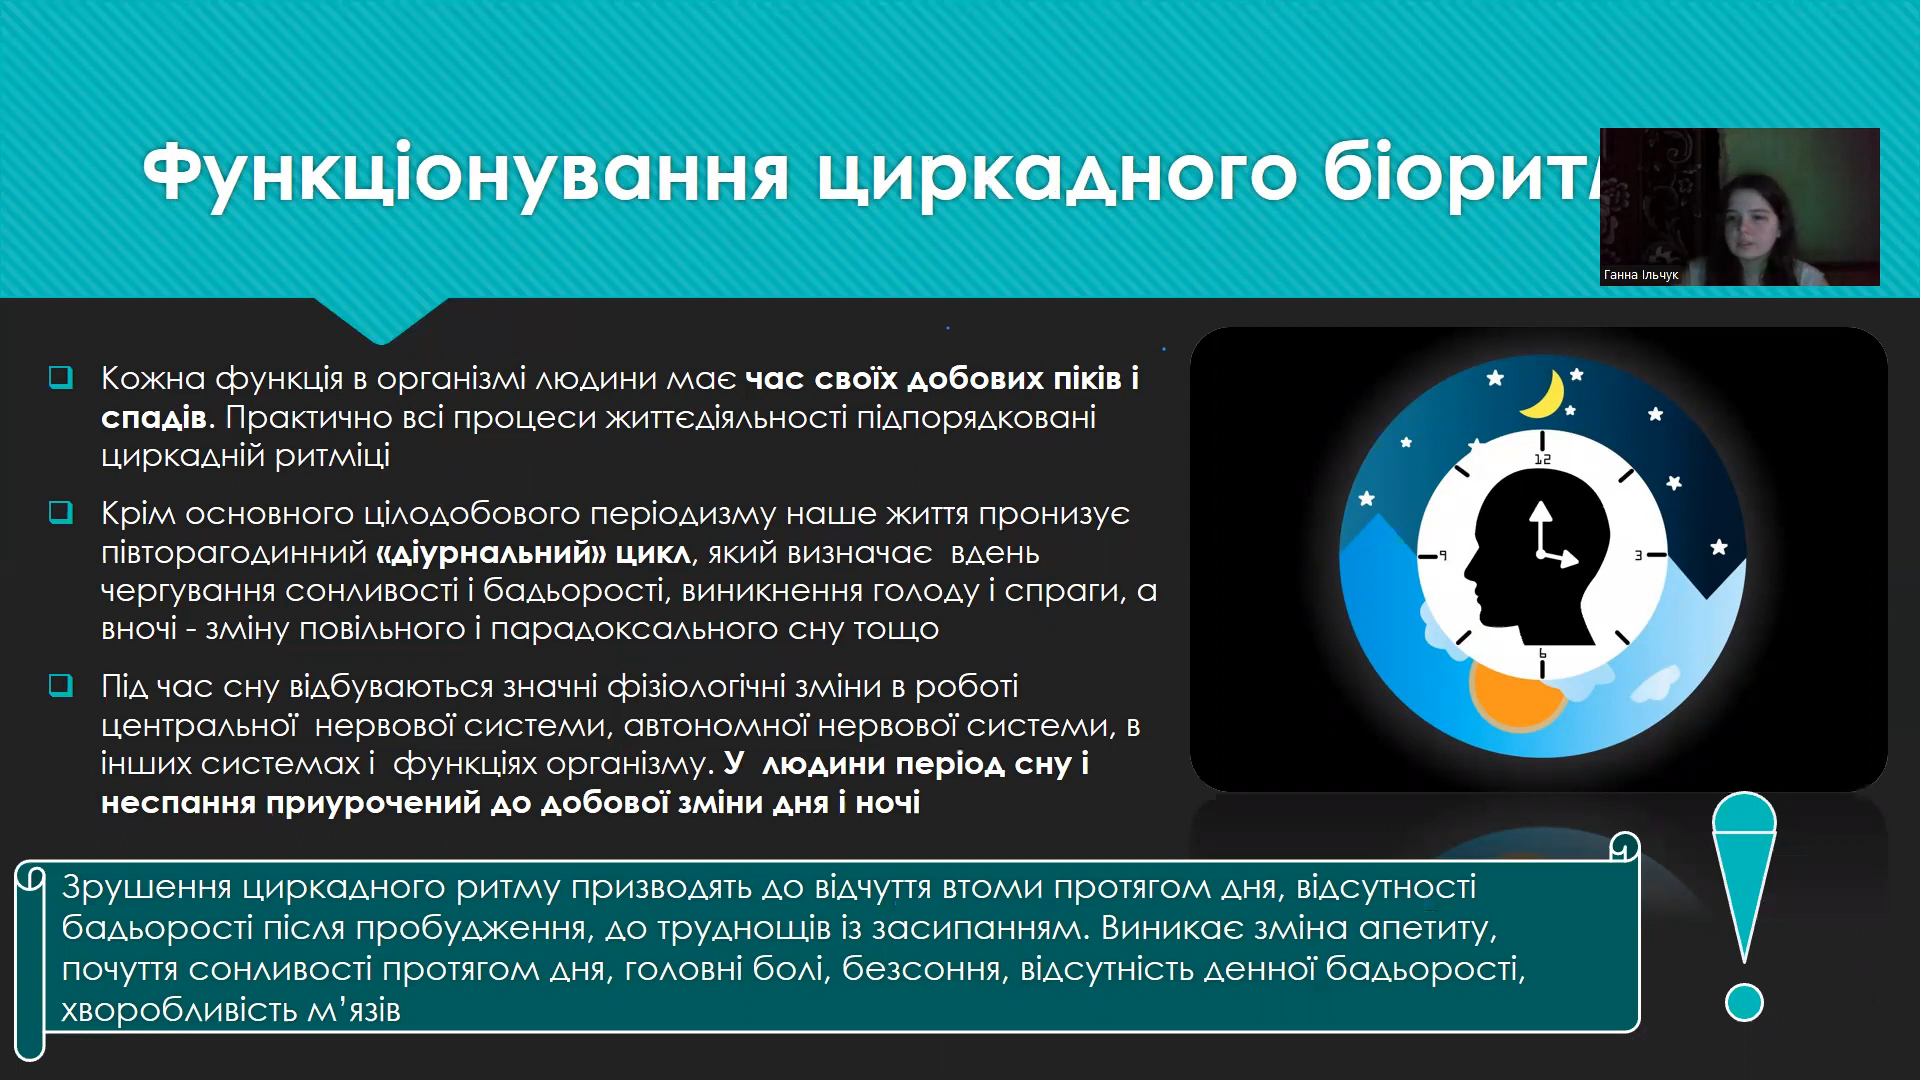 Функціонування циркадного
Ганна Ільчук
Кожна функція в організмі людини має час своїх добових піків і
спадів. Практично всі процеси життєдіяльності підпорядковані
циркадній ритміці
Крім основного цілодобового періодизму наше життя пронизує
півторагодинний «діурнальний» цикл, який визначає вдень
чергування сонливості і бадьорості, виникнення голоду і спраги, а
вночі - зміну повільного і парадоксального сну тощо
Під час сну відбуваються значні фізіологічні зміни в роботі
центральної нервової системи, автономної нервової системи, в
інших системах і функціях організму. У людини період сну і
неспання приурочений до добової зміни дня і ночі
12
9
3
6
Зрушення циркадного ритму призводять до відчуття втоми протягом дня, відсутності
бадьорості після пробудження, до труднощів із засипанням. Виникає зміна апетиту,
почуття сонливості протягом дня, головні болі, безсоння, відсутність денної бадьорості,
хворобливість м’язів